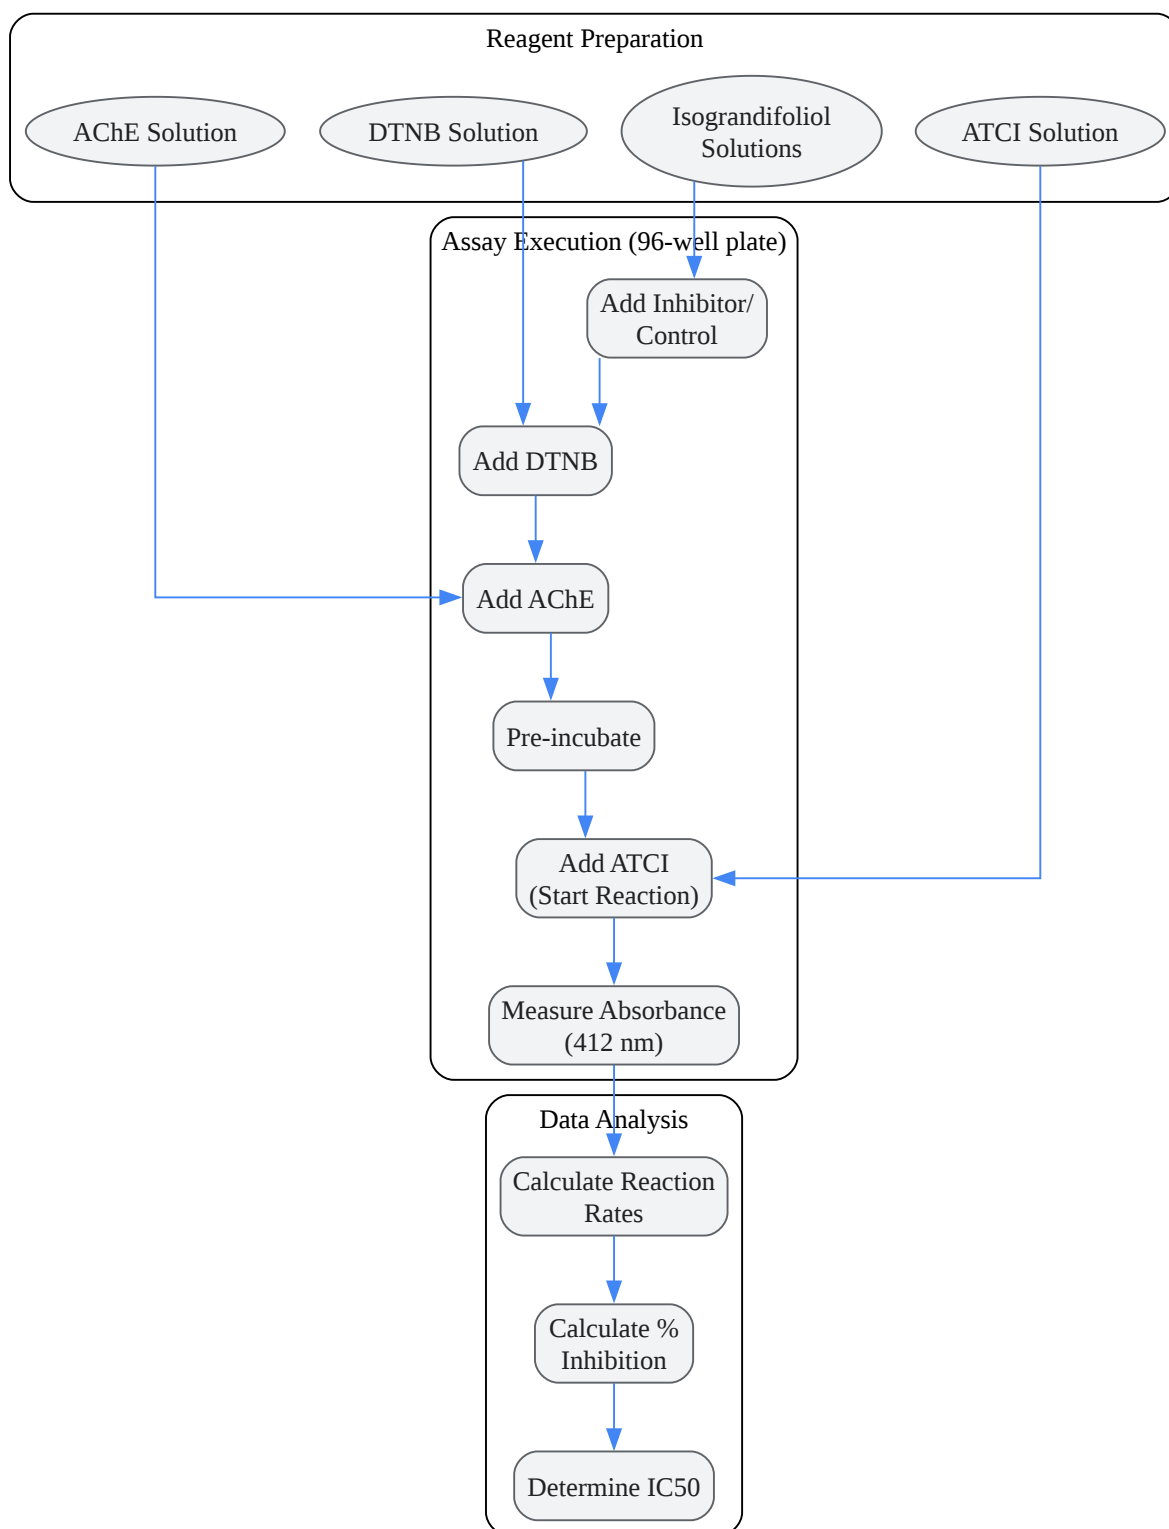 Reagent Preparation
AChE Solution
DTNB Solution
Isograndifoliol
Solutions
ATCI Solution
Assay Execution (96-well plate)
Add Inhibitor/
Control
Add DTNB
Add AChE
Pre-incubate
Add ATCI
(Start Reaction)
Measure Absorbance
(412 nm)
Data Analysis
Calculate Reaction
Rates
Calculate %
Inhibition
Determine IC50